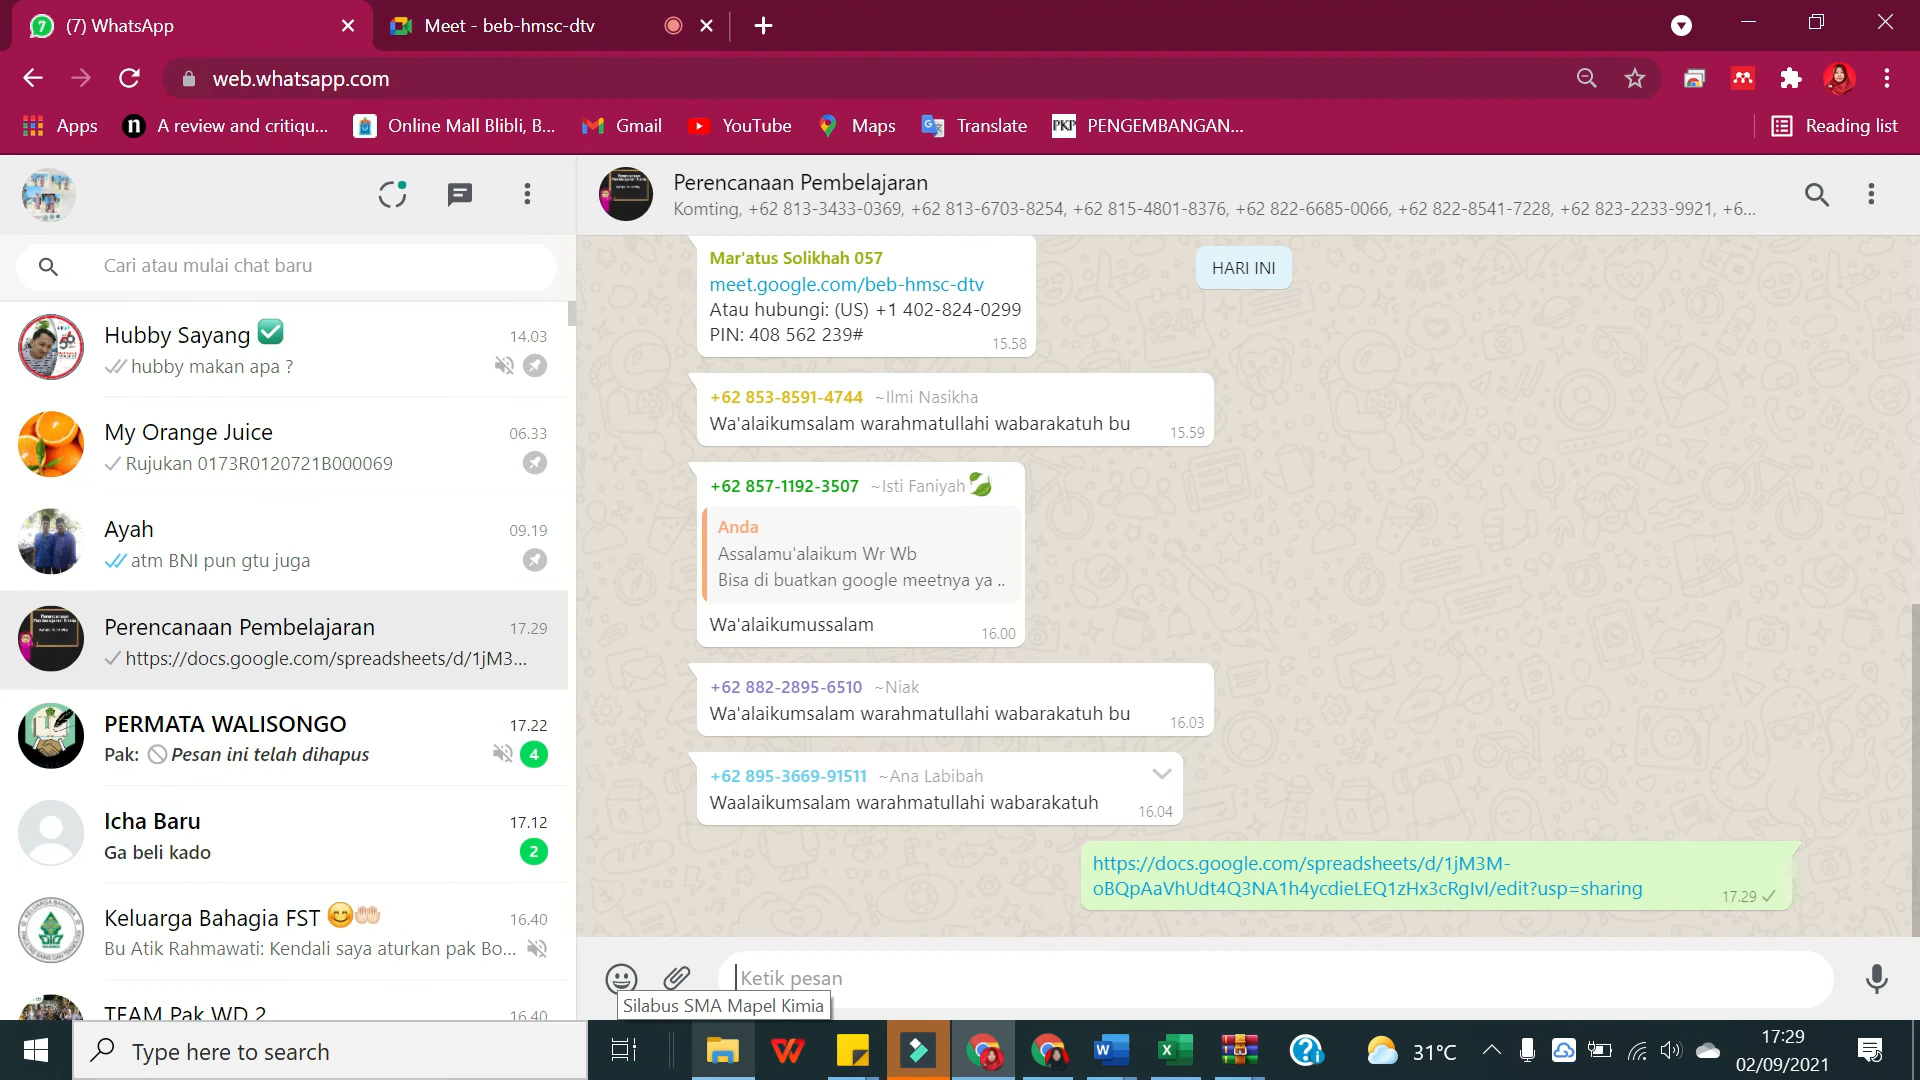 (7) WhatsApp
Meet - beb-hmsc-dtv
web.whatsapp.com
Apps
A review and critiqu...
Online Mall Blibli, B...
Gmail
YouTube
Maps
Translate
PKP PENGEMBANGAN...
Reading list
Cari atau mulai chat baru
Hubby Sayang
14.03
hubby makan apa ?
My Orange Juice
06.33
Rujukan 0173R0120721B000069
Ayah
09.19
atm BNI pun gtu juga
Perencanaan Pembelajaran
17.29
https://docs.google.com/spreadsheets/d/1jM3...
PERMATA WALISONGO
17.22
Pak: Pesan ini telah dihapus
4
Icha Baru
17.12
Ga beli kado
2
Keluarga Bahagia FST
16.40
Bu Atik Rahmawati: Kendali saya aturkan pak Bo...
TEAM Pak WD 2
16.40
Perencanaan Pembelajaran
Komting, +62 813-3433-0369, +62 813-6703-8254, +62 815-4801-8376, +62 822-6685-0066, +62 822-8541-7228, +62 823-2233-9921, +6...
HARI INI
Mar'atus Solikhah 057
meet.google.com/beb-hmsc-dtv
Atau hubungi: (US) +1 402-824-0299
PIN: 408 562 239#
15.58
+62 853-8591-4744 ~Ilmi Nasikha
Wa'alaikumsalam warahmatullahi wabarakatuh bu
15.59
+62 857-1192-3507 ~Isti Faniyah
Anda
Assalamu'alaikum Wr Wb
Bisa di buatkan google meetnya ya ..
Wa'alaikumussalam
16.00
+62 882-2895-6510 ~Niak
Wa'alaikumsalam warahmatullahi wabarakatuh bu
16.03
+62 895-3669-91511 ~Ana Labibah
Waalaikumsalam warahmatullahi wabarakatuh
16.04
https://docs.google.com/spreadsheets/d/1jM3M-
oBQpAaVhUdt4Q3NA1h4ycdieLEQ1zHx3cRgIvI/edit?usp=sharing
17.29
Ketik pesan
Silabus SMA Mapel Kimia
Type here to search
31°C
17:29
02/09/2021